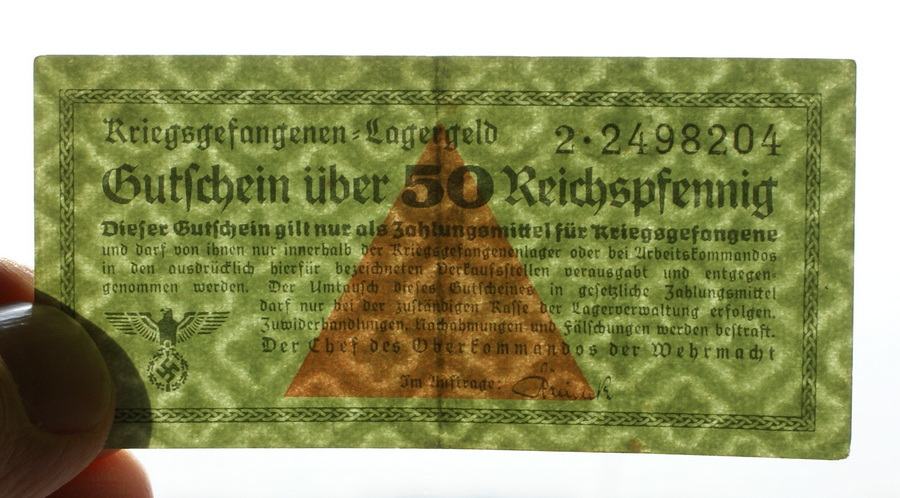 Kriegsgefangenen-Lagergeld 2·2498204
Gutschein über 50 Reichspfennig
Dieser Gutschein gilt nur als Zahlungsmittel für Kriegsgefangene
und darf von ihnen nur innerhalb der Kriegsgefangenenlager oder bei Arbeitskommandos
in den ausdrücklich hierfür bezeichneten Verkaufsstellen verausgabt und entgegen-
genommen werden. Der Umtausch dieses Gutscheines in gesetzliche Zahlungsmittel
darf nur bei der zuständigen Kasse der Lagerverwaltung erfolgen.
Zuwiderhandlungen, Nachahmungen und Fälschungen werden bestraft.
Der Chef des Oberkommandos der Wehrmacht
Im Auftrage: